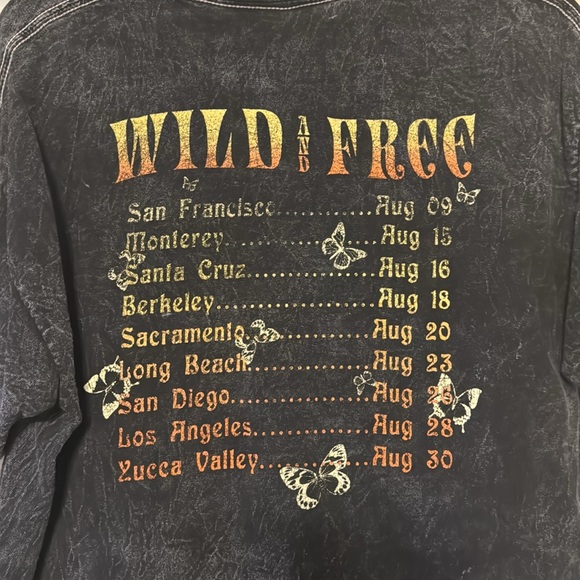 WILD AND FREE
San Francisco.............Aug 09
Monterey..................Aug 15
Santa Cruz................Aug 16
Berkeley..................Aug 18
Sacramento................Aug 20
Long Beach................Aug 23
San Diego.................Aug
Los Angeles...............Aug 28
Yucca Valley..............Aug 30